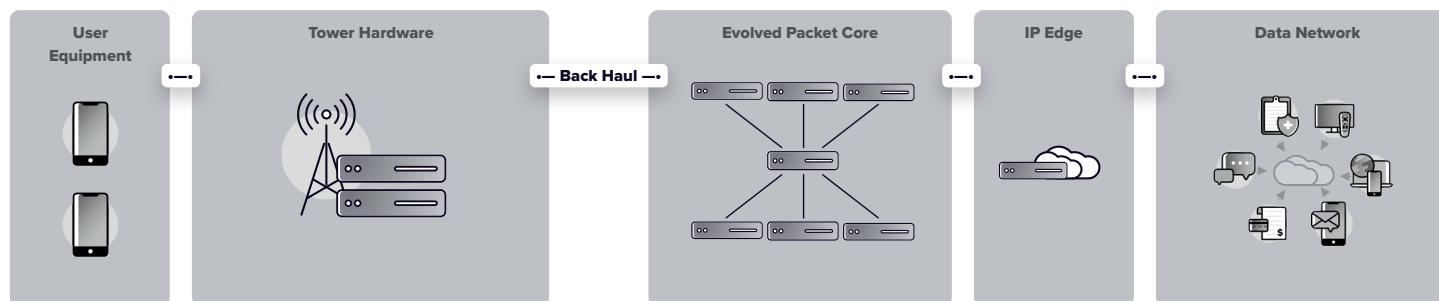 User
Equipment
Tower Hardware
Back Haul
Evolved Packet Core
IP Edge
Data Network
$